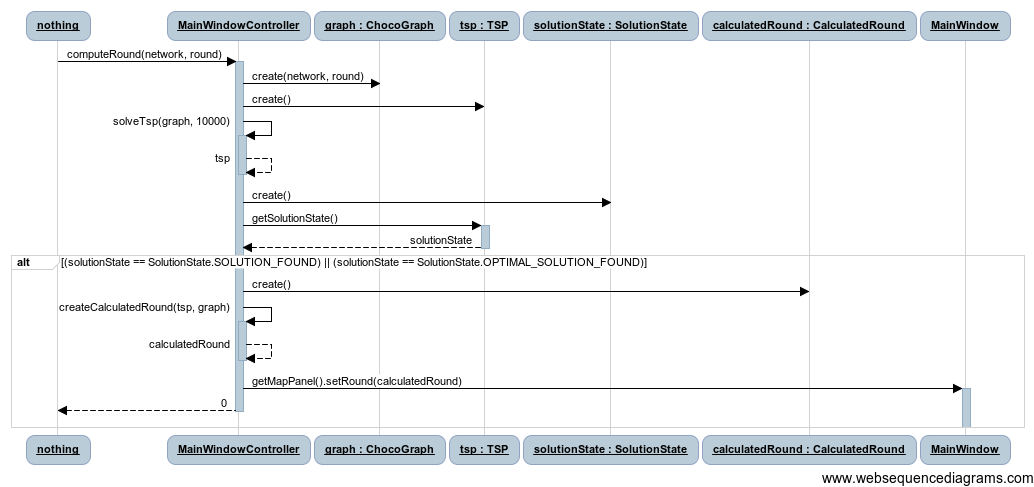 nothing
MainWindowController
graph : ChocoGraph
tsp : TSP
solutionState : SolutionState
calculatedRound : CalculatedRound
MainWindow
computeRound(network, round)
create(network, round)
create()
solveTsp(graph, 10000)
tsp
create()
getSolutionState()
solutionState
alt
[(solutionState == SolutionState.SOLUTION_FOUND) || (solutionState == SolutionState.OPTIMAL_SOLUTION_FOUND)]
create()
createCalculatedRound(tsp, graph)
calculatedRound
getMapPanel().setRound(calculatedRound)
0
nothing
MainWindowController
graph : ChocoGraph
tsp : TSP
solutionState : SolutionState
calculatedRound : CalculatedRound
MainWindow
www.websequencediagrams.com